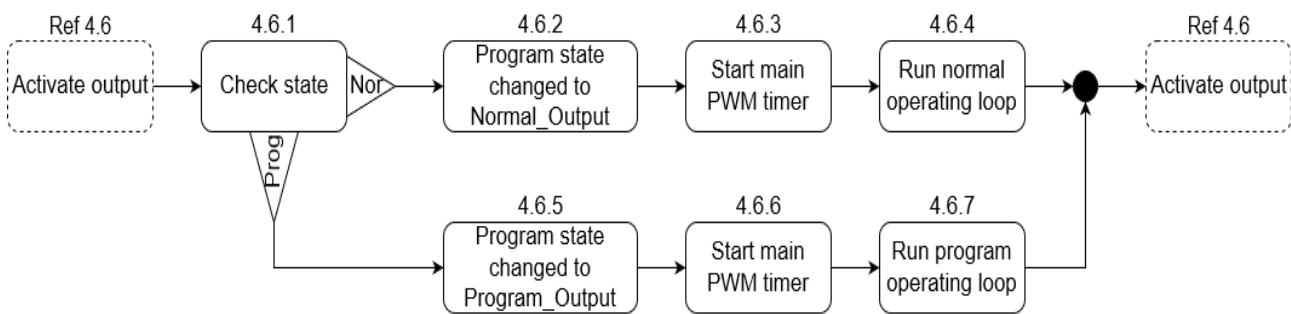 Ref 4.6
Activate output
4.6.1
Check state
Nor
Prog
4.6.2
Program state
changed to
Normal_Output
4.6.3
Start main
PWM timer
4.6.4
Run normal
operating loop
Ref 4.6
Activate output
4.6.5
Program state
changed to
Program_Output
4.6.6
Start main
PWM timer
4.6.7
Run program
operating loop